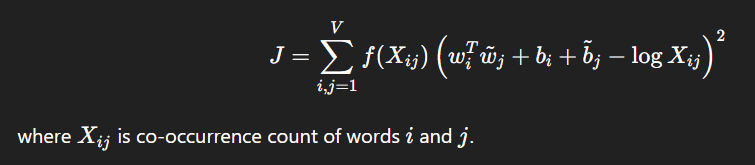 J = \sum_{i,j=1}^{V} f(X_{ij}) \left( w_i^T \tilde{w}_j + b_i + \tilde{b}_j - \log X_{ij} \right)^2
where X_{ij} is co-occurrence count of words i and j.